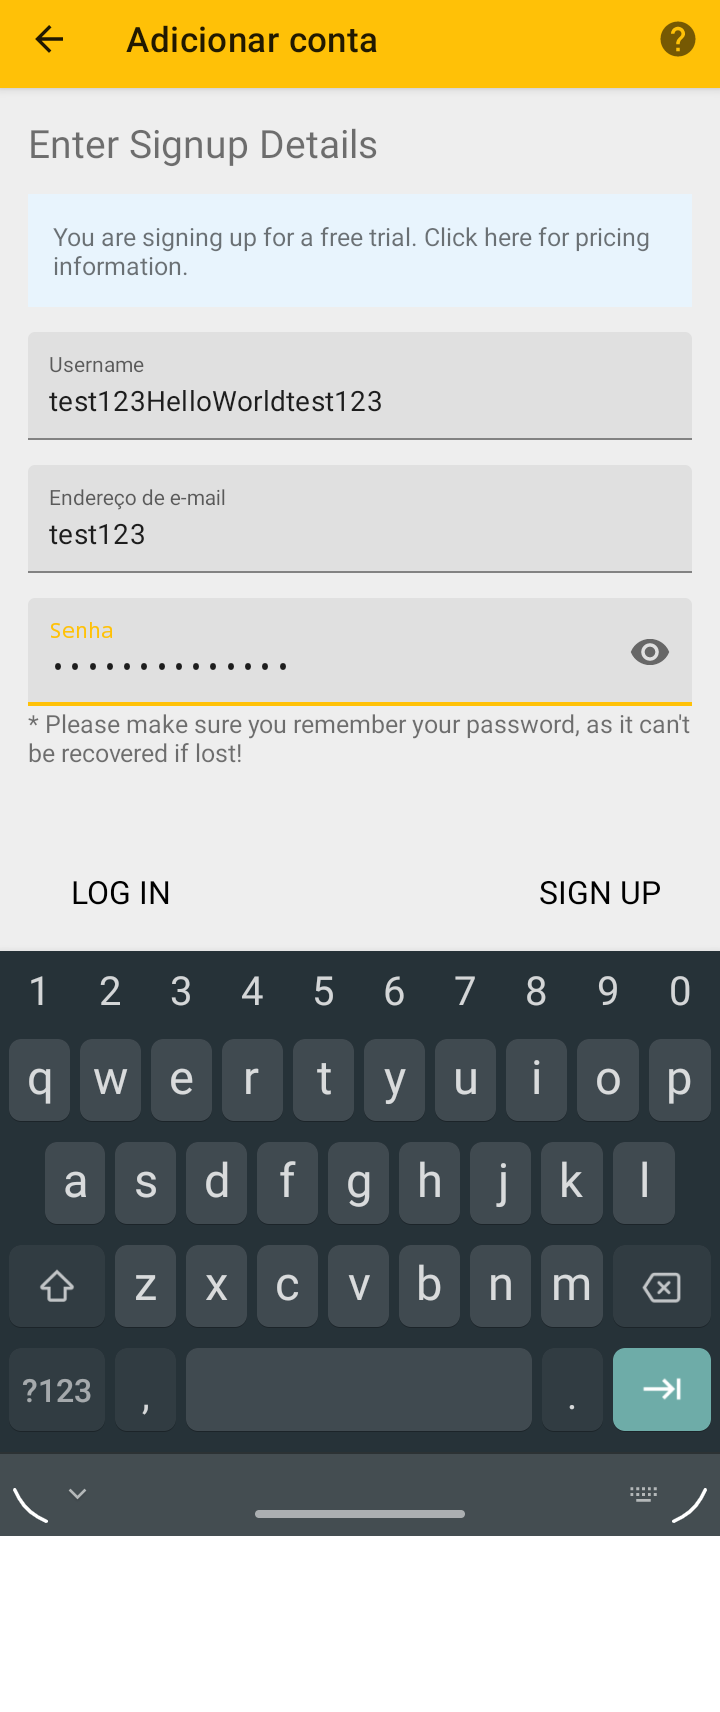 Adicionar conta
Enter Signup Details
You are signing up for a free trial. Click here for pricing
information.
Username
test123HelloWorldtest123
Endereço de e-mail
test123
Senha
••••••••••••••
* Please make sure you remember your password, as it can't
be recovered if lost!
LOG IN SIGN UP
1 2 3 4 5 6 7 8 9 0
q w e r t y u i o p
a s d f g h j k l
z x c v b n m
?123 , .